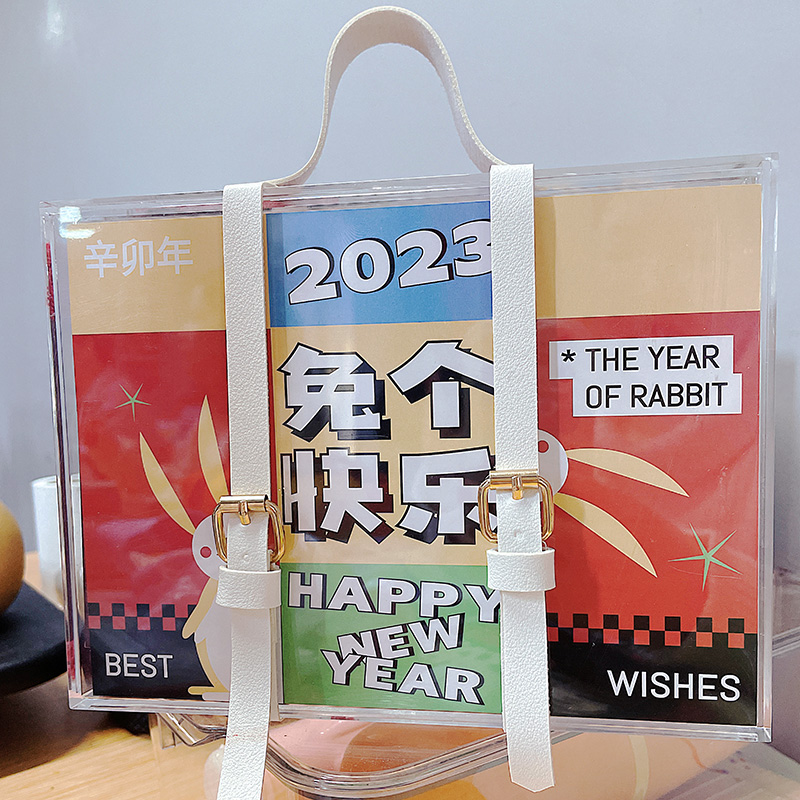 辛卯年
2023
兔个
快乐
* THE YEAR
OF RABBIT
HAPPY
NEW
YEAR
BEST
WISHES